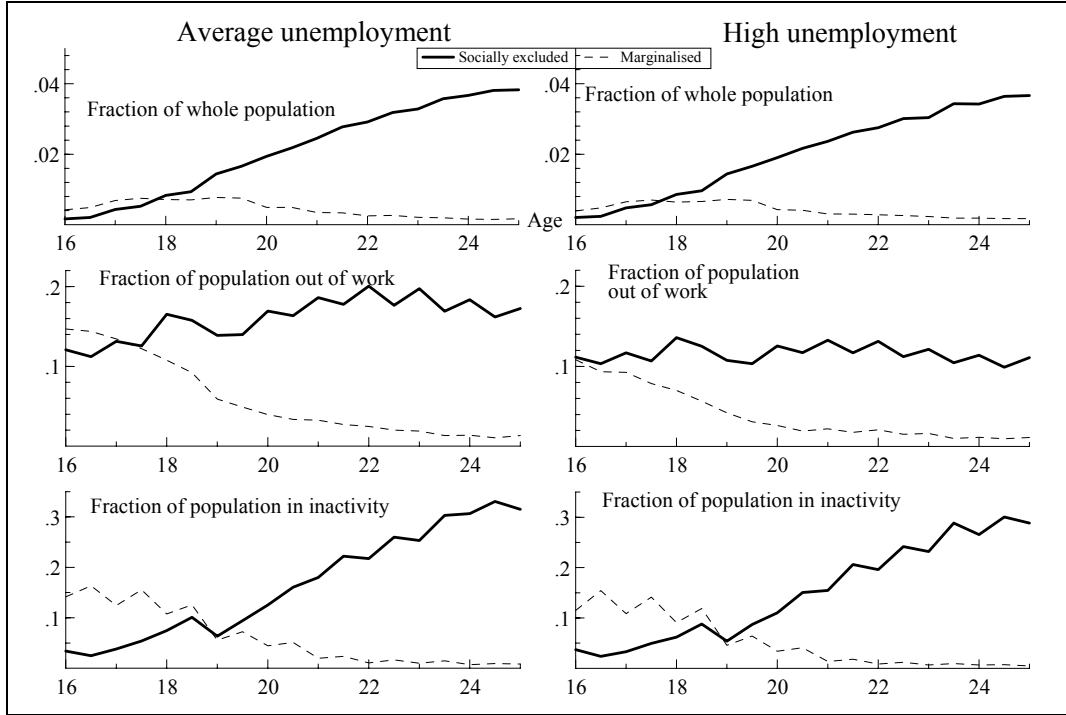 Average unemployment
High unemployment
Socially excluded
Marginalised
.04
.02
Fraction of whole population
16 18 20 22 24
Age
.04
.02
Fraction of whole population
16 18 20 22 24
.2
.1
Fraction of population out of work
16 18 20 22 24
.2
.1
Fraction of population
out of work
16 18 20 22 24
.3
.2
.1
Fraction of population in inactivity
16 18 20 22 24
.3
.2
.1
Fraction of population in inactivity
16 18 20 22 24